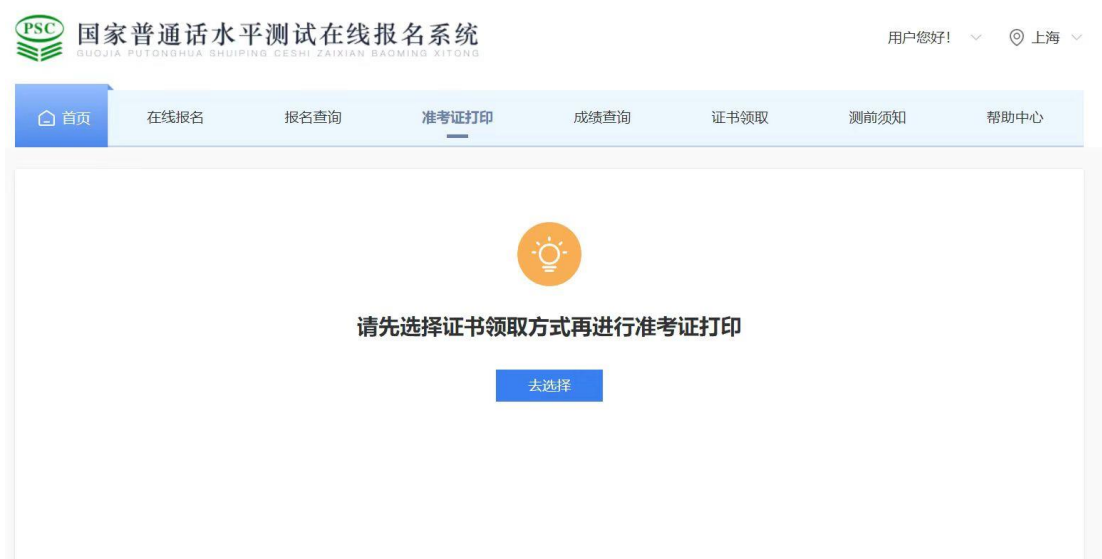 PSC 国家普通话水平测试在线报名系统
GUOJIA PUTONGHUA SHUIPING CESHI ZAIXIAN BAOMING XITONG
用户您好！ 上海
首页 在线报名 报名查询 准考证打印 成绩查询 证书领取 测前须知 帮助中心
请先选择证书领取方式再进行准考证打印
去选择